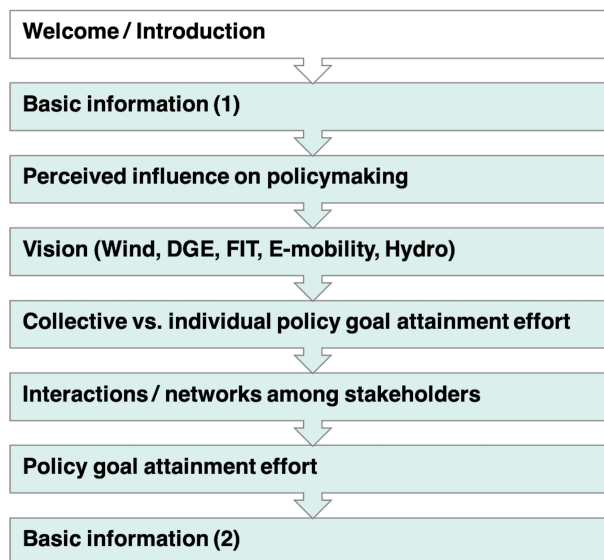 Welcome / Introduction
Basic information (1)
Perceived influence on policymaking
Vision (Wind, DGE, FIT, E-mobility, Hydro)
Collective vs. individual policy goal attainment effort
Interactions / networks among stakeholders
Policy goal attainment effort
Basic information (2)